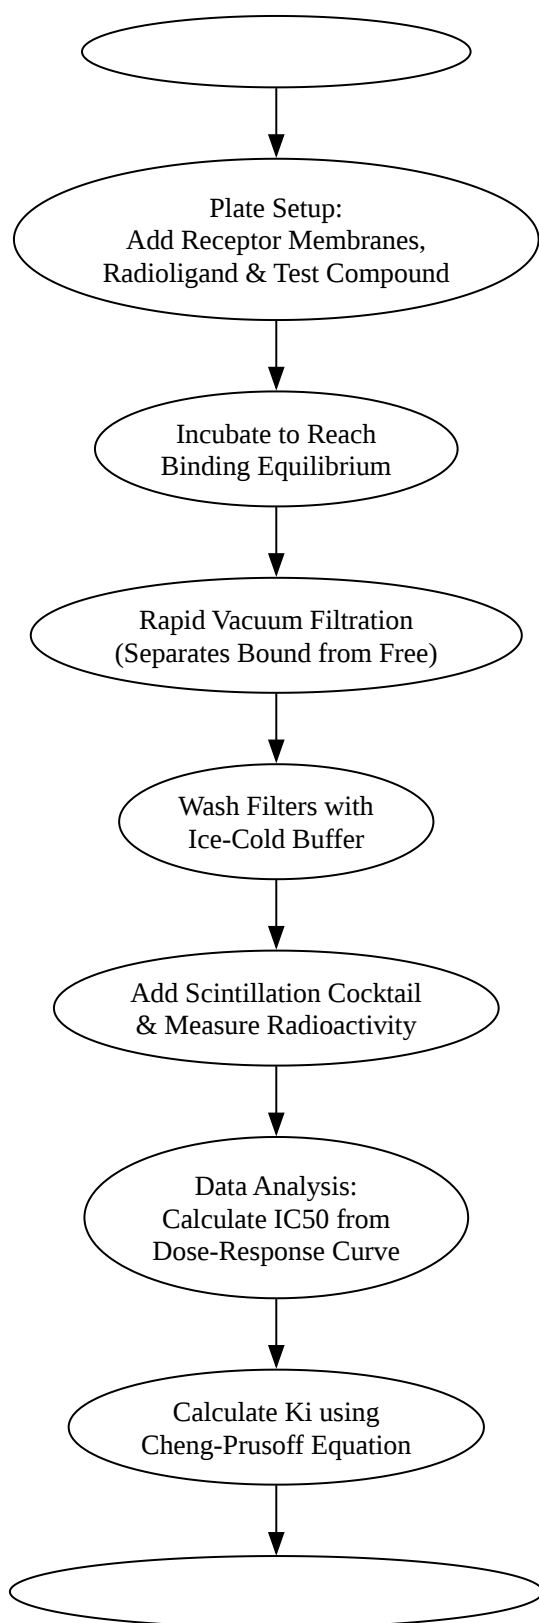 Plate Setup:
Add Receptor Membranes,
Radioligand & Test Compound
Incubate to Reach
Binding Equilibrium
Rapid Vacuum Filtration
(Separates Bound from Free)
Wash Filters with
Ice-Cold Buffer
Add Scintillation Cocktail
& Measure Radioactivity
Data Analysis:
Calculate IC50 from
Dose-Response Curve
Calculate Ki using
Cheng-Prusoff Equation